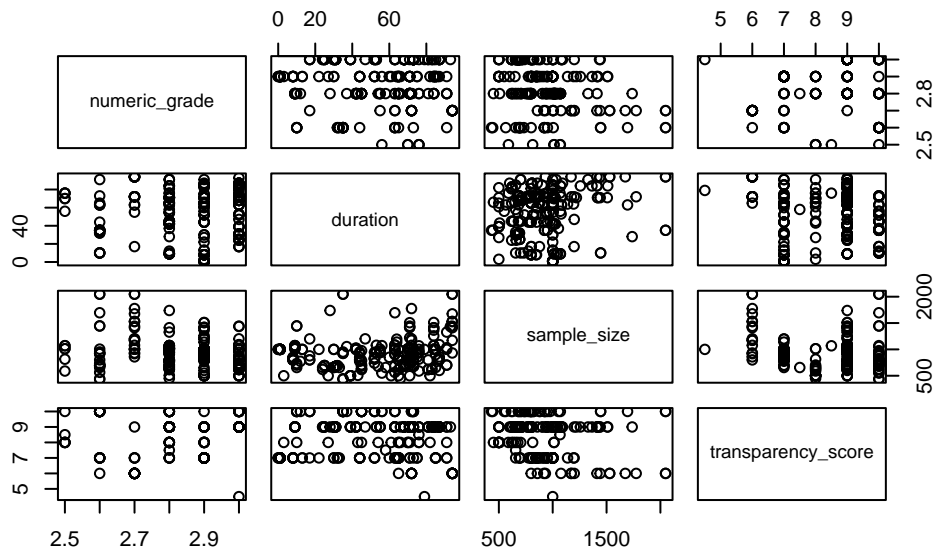 0 20 60
5 6 7 8 9
numeric_grade
2.5 2.8
0 40
duration
sample_size
500 2000
5 7 9
transparency_score
2.5 2.7 2.9
500 1500